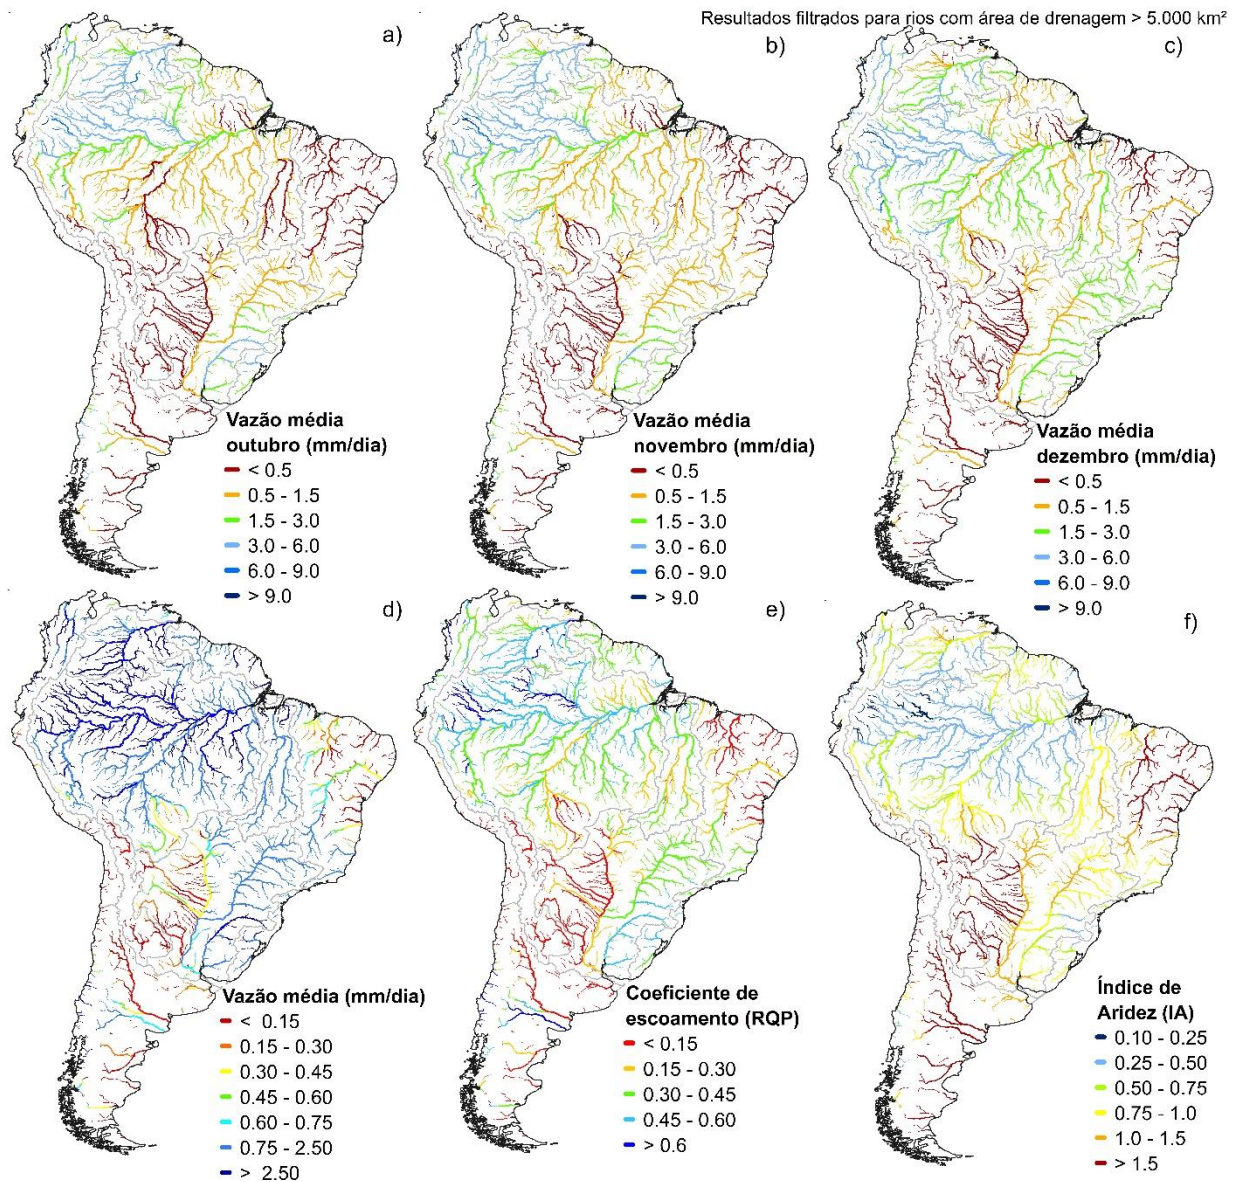 Resultados filtrados para rios com área de drenagem > 5.000 km²
a)
b)
c)
Vazão média
outubro (mm/dia)
< 0.5
0.5 - 1.5
1.5 - 3.0
3.0 - 6.0
6.0 - 9.0
> 9.0
Vazão média
novembro (mm/dia)
< 0.5
0.5 - 1.5
1.5 - 3.0
3.0 - 6.0
6.0 - 9.0
> 9.0
Vazão média
dezembro (mm/dia)
< 0.5
0.5 - 1.5
1.5 - 3.0
3.0 - 6.0
6.0 - 9.0
> 9.0
d)
e)
f)
Vazão média (mm/dia)
< 0.15
0.15 - 0.30
0.30 - 0.45
0.45 - 0.60
0.60 - 0.75
0.75 - 2.50
> 2.50
Coeficiente de
escoamento (RQP)
< 0.15
0.15 - 0.30
0.30 - 0.45
0.45 - 0.60
> 0.6
Índice de
Aridez (IA)
0.10 - 0.25
0.25 - 0.50
0.50 - 0.75
0.75 - 1.0
1.0 - 1.5
> 1.5